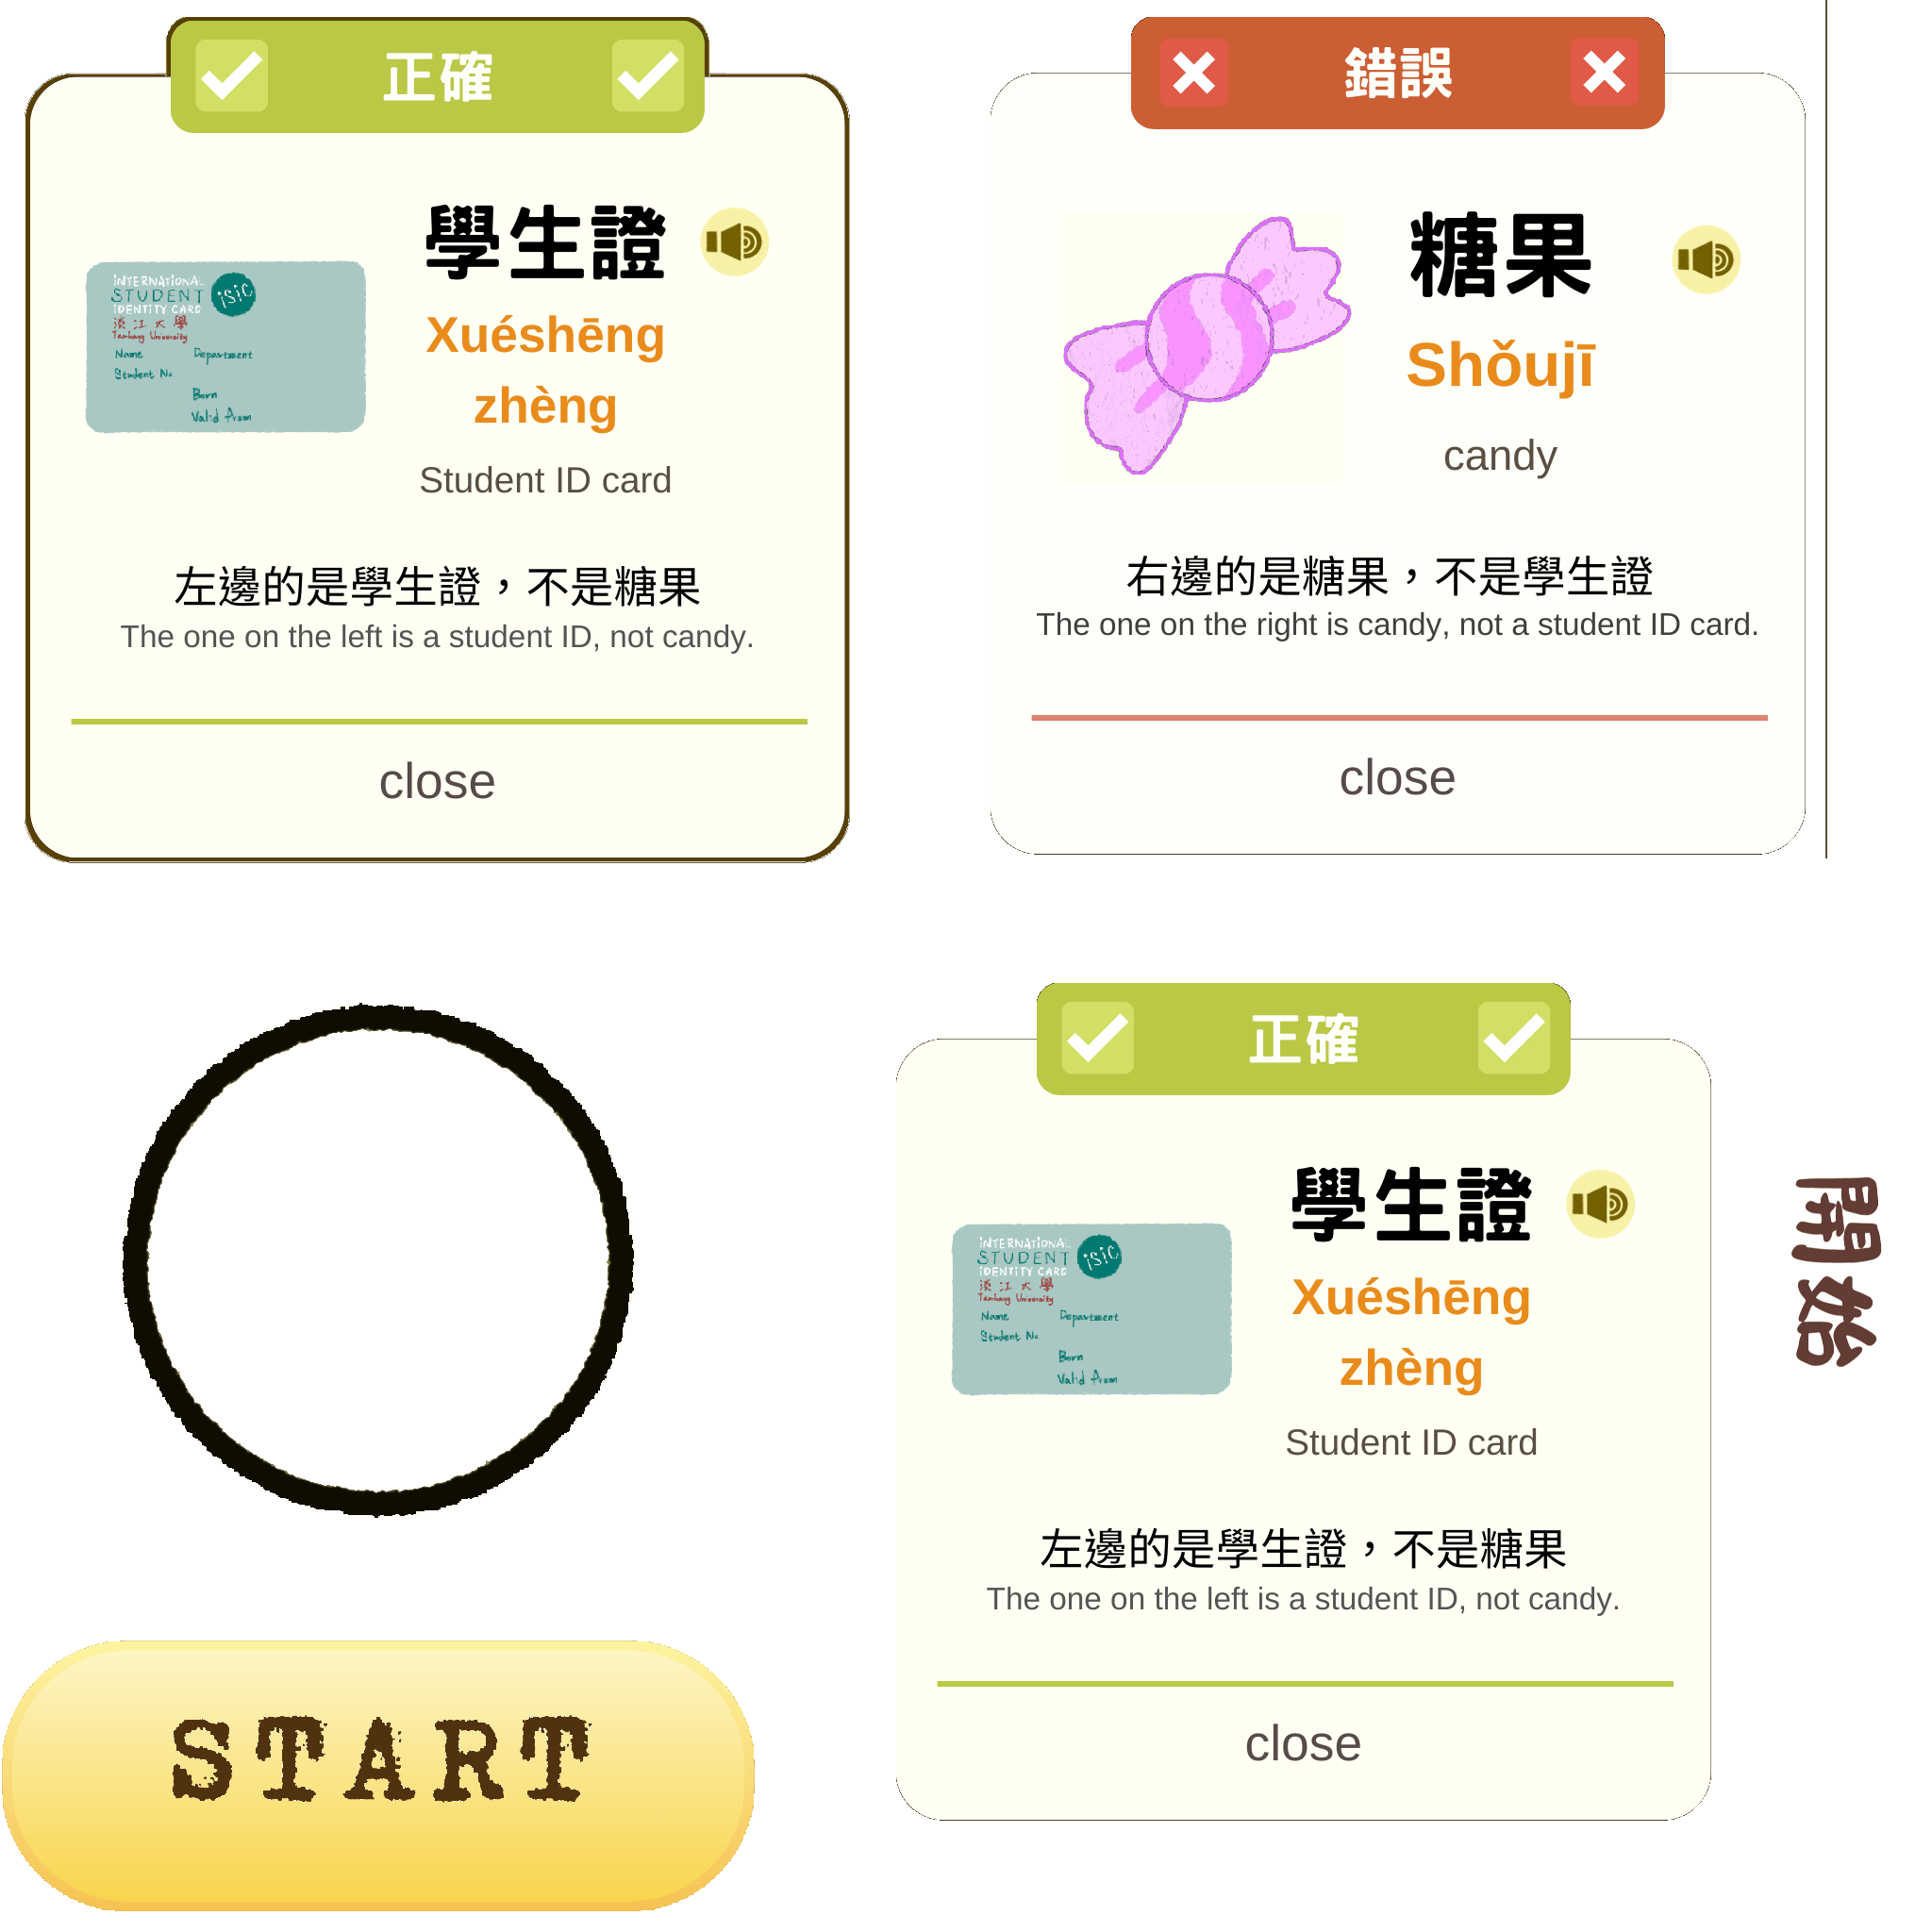 正確
學生證
Xuéshēng
zhèng
Student ID card
INTERNATIONAL
STUDENT
IDENTITY CARD
isic
淡江大學
Tamkang University
Name
Department
Student No.
Born
Valid from
左邊的是學生證，不是糖果
The one on the left is a student ID, not candy.
close
錯誤
糖果
Shǒujī
candy
右邊的是糖果，不是學生證
The one on the right is candy, not a student ID card.
close
START
正確
學生證
Xuéshēng
zhèng
Student ID card
INTERNATIONAL
STUDENT
IDENTITY CARD
isic
淡江大學
Tamkang University
Name
Department
Student No.
Born
Valid from
左邊的是學生證，不是糖果
The one on the left is a student ID, not candy.
close
開始